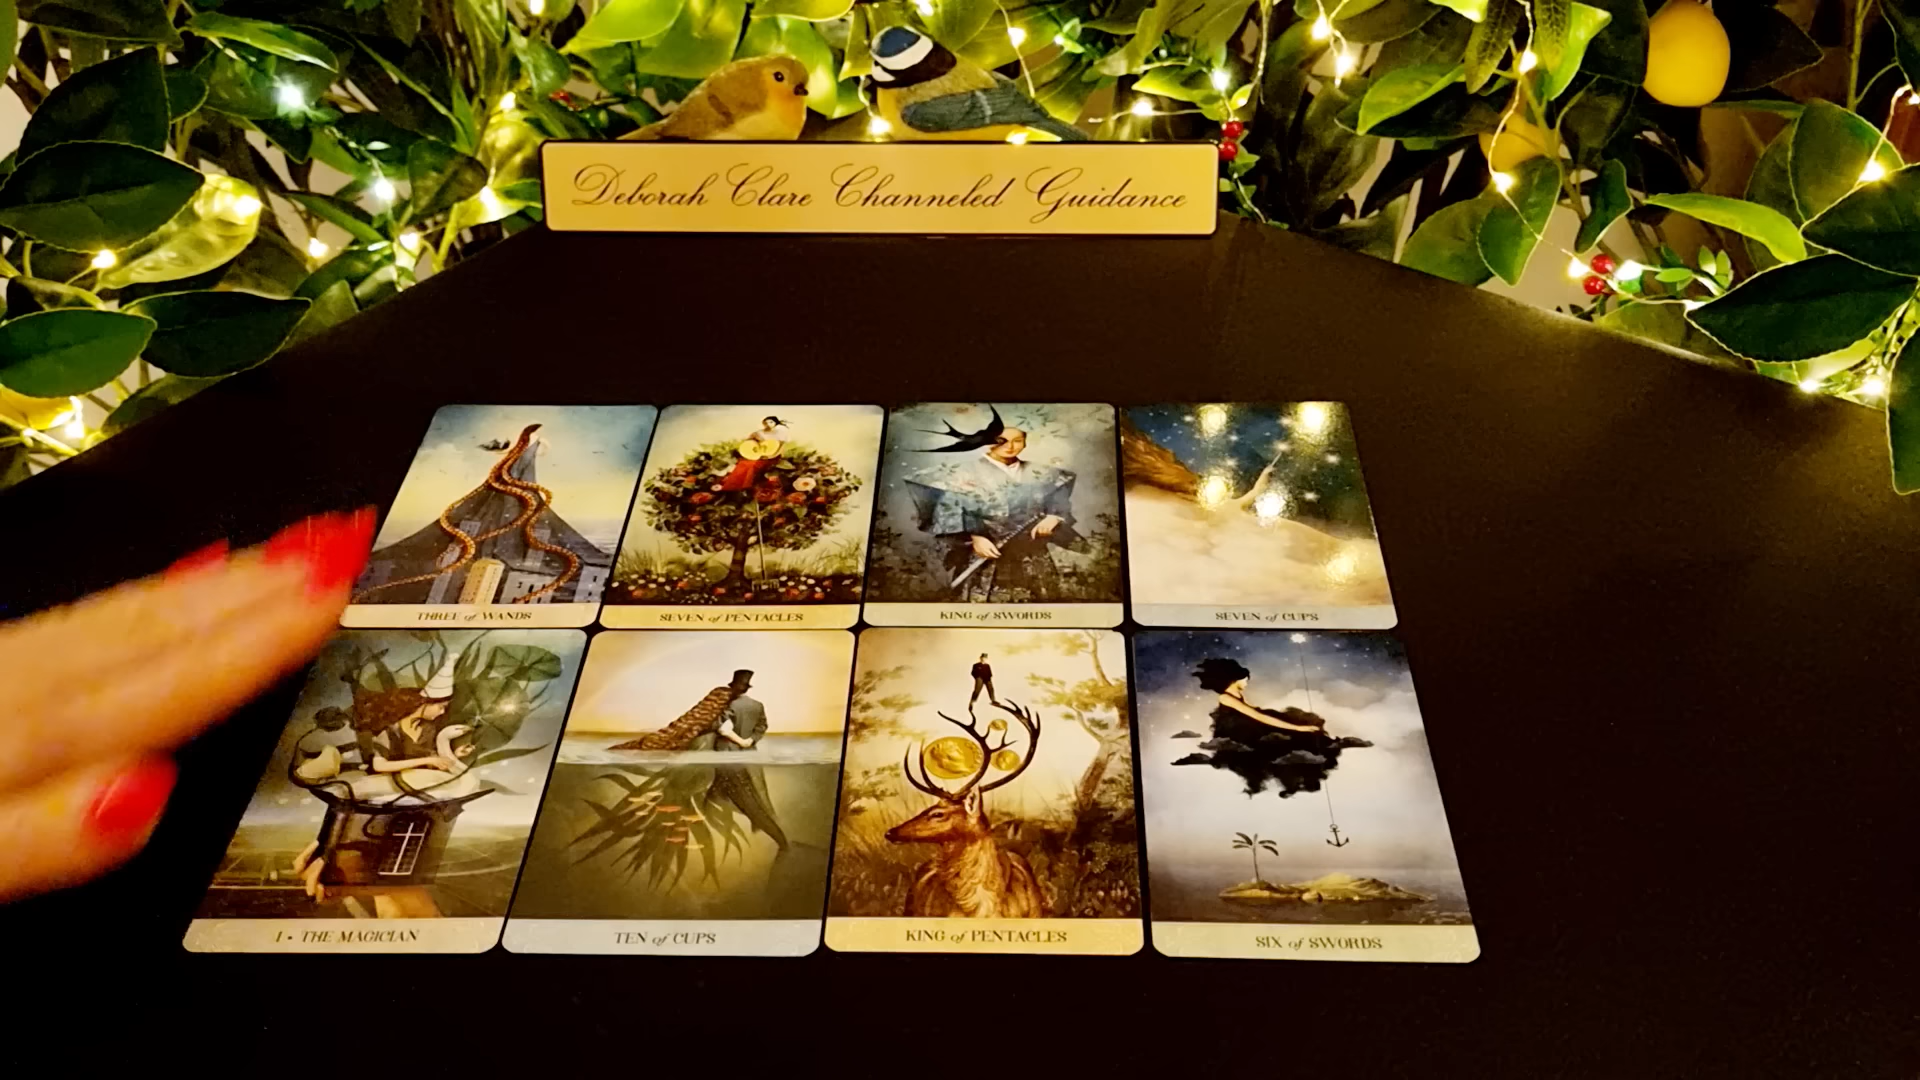 Deborah Clare Channeled Guidance
THREE of WANDS
SEVEN of PENTACLES
KING of SWORDS
SEVEN of CUPS
I • THE MAGICIAN
TEN of CUPS
KING of PENTACLES
SIX of SWORDS